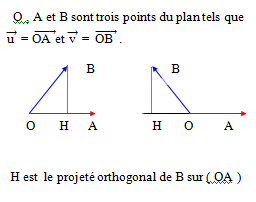 O , A et B sont trois points du plan tels que
u⃗ = OA⃗ et v⃗ = OB⃗ .
B B
O H A H O A
H est le projeté orthogonal de B sur ( OA )